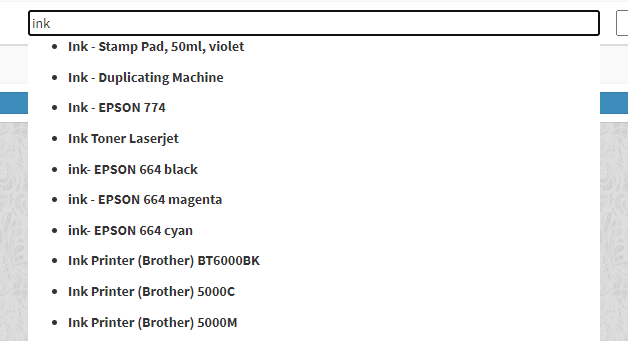 ink
Ink - Stamp Pad, 50ml, violet
Ink - Duplicating Machine
Ink - EPSON 774
Ink Toner Laserjet
ink- EPSON 664 black
ink - EPSON 664 magenta
ink- EPSON 664 cyan
Ink Printer (Brother) BT6000BK
Ink Printer (Brother) 5000C
Ink Printer (Brother) 5000M